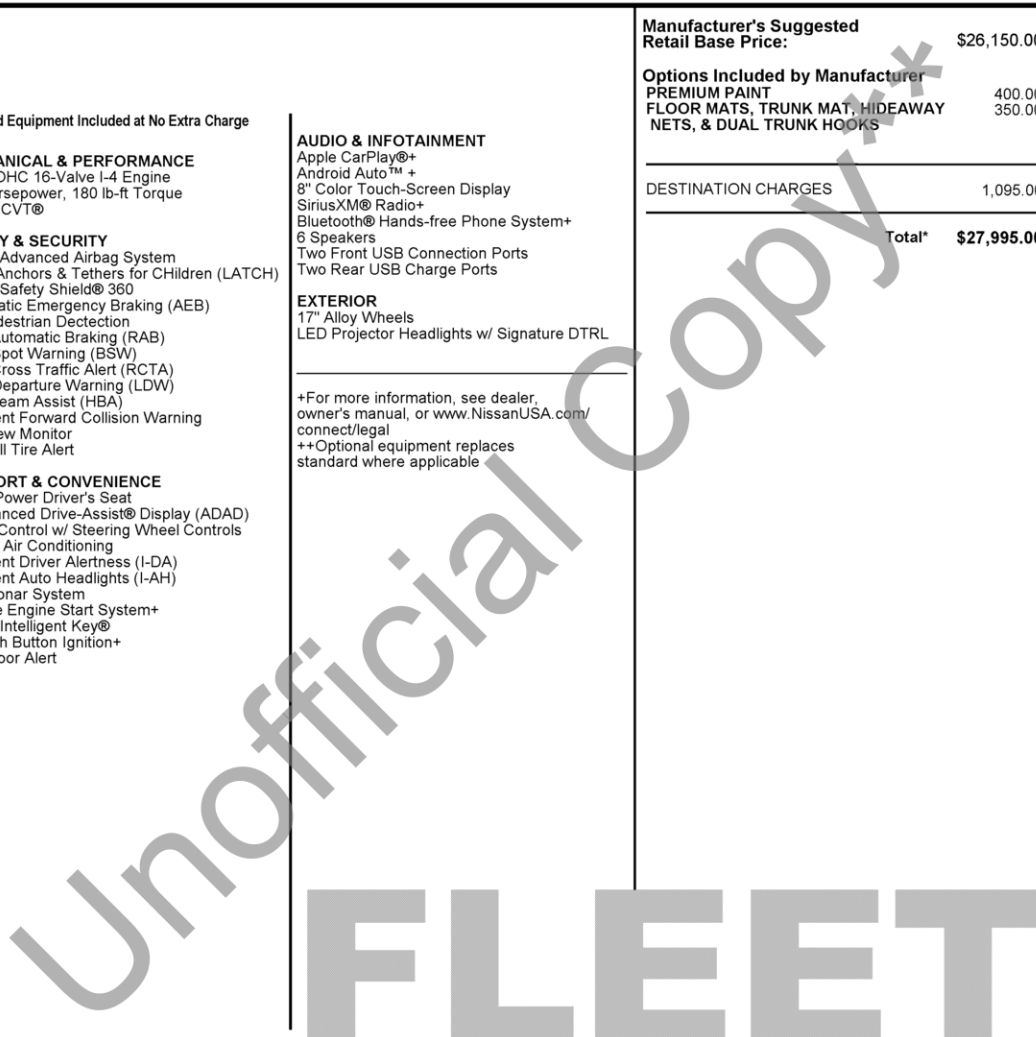 d Equipment Included at No Extra Charge
ANICAL & PERFORMANCE
OHC 16-Valve I-4 Engine
rsepower, 180 lb-ft Torque
CVT®
Y & SECURITY
Advanced Airbag System
Anchors & Tethers for CHildren (LATCH)
Safety Shield® 360
atic Emergency Braking (AEB)
destrian Dectection
utomatic Braking (RAB)
pot Warning (BSW)
ross Traffic Alert (RCTA)
Departure Warning (LDW)
eam Assist (HBA)
ent Forward Collision Warning
ew Monitor
ll Tire Alert
ORT & CONVENIENCE
Power Driver's Seat
anced Drive-Assist® Display (ADAD)
Control w/ Steering Wheel Controls
Air Conditioning
ent Driver Alertness (I-DA)
ent Auto Headlights (I-AH)
onar System
e Engine Start System+
Intelligent Key®
h Button Ignition+
oor Alert
AUDIO & INFOTAINMENT
Apple CarPlay®+
Android Auto™ +
8" Color Touch-Screen Display
SiriusXM® Radio+
Bluetooth® Hands-free Phone System+
6 Speakers
Two Front USB Connection Ports
Two Rear USB Charge Ports
EXTERIOR
17" Alloy Wheels
LED Projector Headlights w/ Signature DTRL
+For more information, see dealer,
owner's manual, or www.NissanUSA.com/
connect/legal
++Optional equipment replaces
standard where applicable
Manufacturer's Suggested
Retail Base Price: $26,150.00
Options Included by Manufacturer
PREMIUM PAINT 400.00
FLOOR MATS, TRUNK MAT, HIDEAWAY 350.00
NETS, & DUAL TRUNK HOOKS
DESTINATION CHARGES 1,095.00
Total* $27,995.00
Unofficial Copy**
FLEET